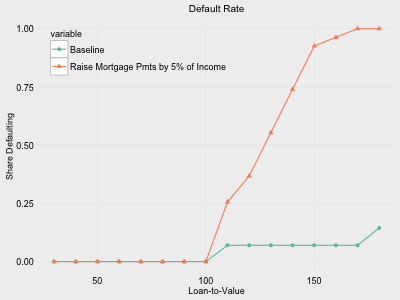 Default Rate
variable
Baseline
Raise Mortgage Pmts by 5% of Income
Share Defaulting
1.00
0.75
0.50
0.25
0.00
50
100
150
Loan-to-Value